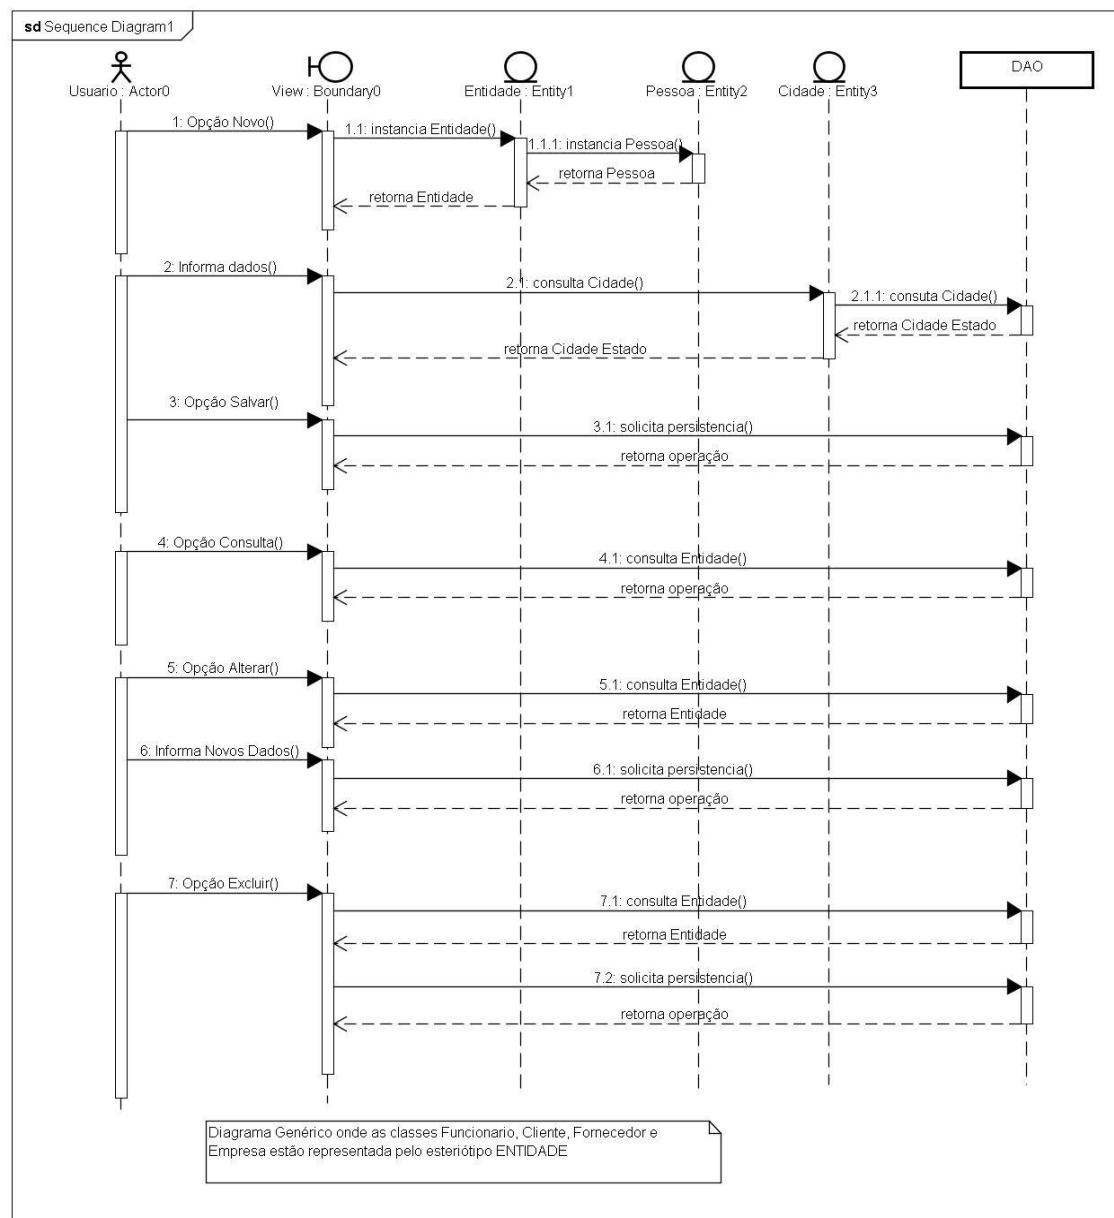 sd Sequence Diagram1
Usuario : Actor0
View : Boundary0
Entidade : Entity1
Pessoa : Entity2
Cidade : Entity3
DAO
1: Opção Novo()
1.1: instancia Entidade()
1.1.1: instancia Pessoa()
retorna Pessoa
retorna Entidade
2: Informa dados()
2.1: consulta Cidade()
2.1.1: consuta Cidade()
retorna Cidade Estado
retorna Cidade Estado
3: Opção Salvar()
3.1: solicita persistencia()
retorna operação
4: Opção Consulta()
4.1: consulta Entidade()
retorna operação
5: Opção Alterar()
5.1: consulta Entidade()
retorna Entidade
6: Informa Novos Dados()
6.1: solicita persistencia()
retorna operação
7: Opção Excluir()
7.1: consulta Entidade()
retorna Entidade
7.2: solicita persistencia()
retorna operação
Diagrama Genérico onde as classes Funcionario, Cliente, Fornecedor e
Empresa estão representada pelo esteriótipo ENTIDADE